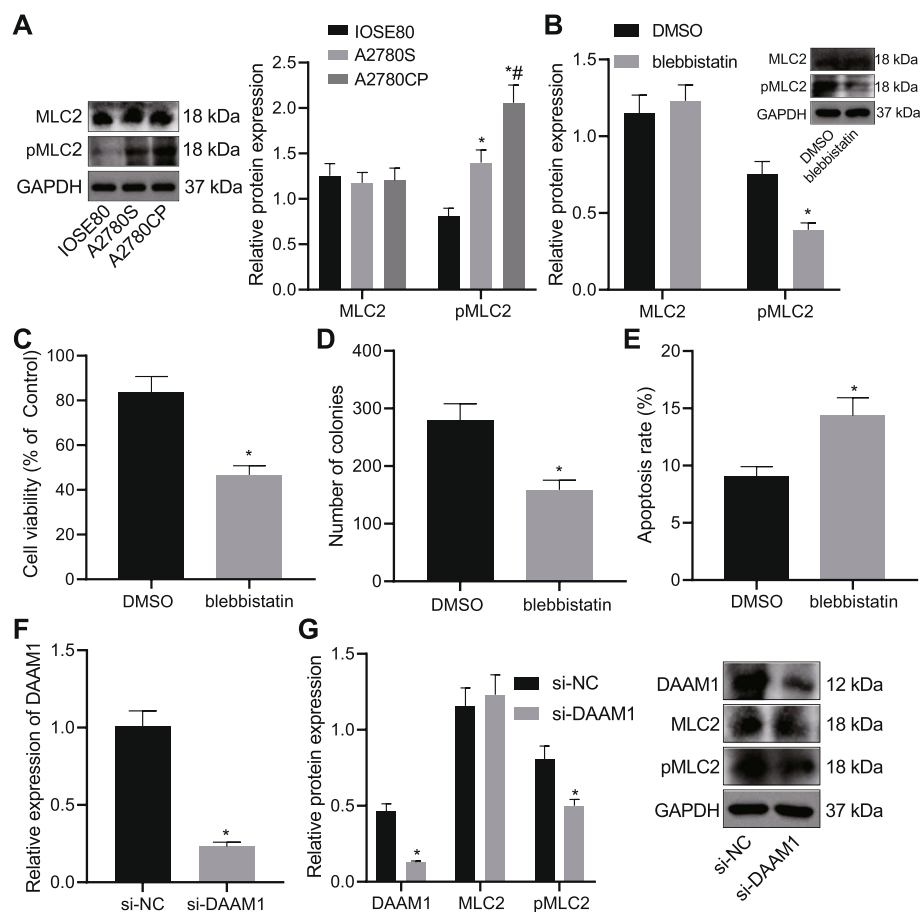 A
MLC2 18 kDa
pMLC2 18 kDa
GAPDH 37 kDa
IOSE80
A2780S
A2780CP
IOSE80
A2780S
A2780CP
Relative protein expression
2.5
2.0
1.5
1.0
0.5
0.0
*
*#
MLC2 pMLC2
B
DMSO
blebbistatin
Relative protein expression
1.5
1.0
0.5
0.0
*
MLC2 pMLC2
MLC2 18 kDa
pMLC2 18 kDa
GAPDH 37 kDa
DMSO
blebbistatin
C
Cell viability (% of Control)
100
80
60
40
20
0
*
DMSO blebbistatin
D
Number of colonies
400
300
200
100
0
*
DMSO blebbistatin
E
Apoptosis rate (%)
20
15
10
5
0
*
DMSO blebbistatin
F
Relative expression of DAAM1
1.5
1.0
0.5
0.0
*
si-NC si-DAAM1
G
Relative protein expression
1.5
1.0
0.5
0.0
si-NC
si-DAAM1
*
*
DAAM1 MLC2 pMLC2
DAAM1 12 kDa
MLC2 18 kDa
pMLC2 18 kDa
GAPDH 37 kDa
si-NC
si-DAAM1